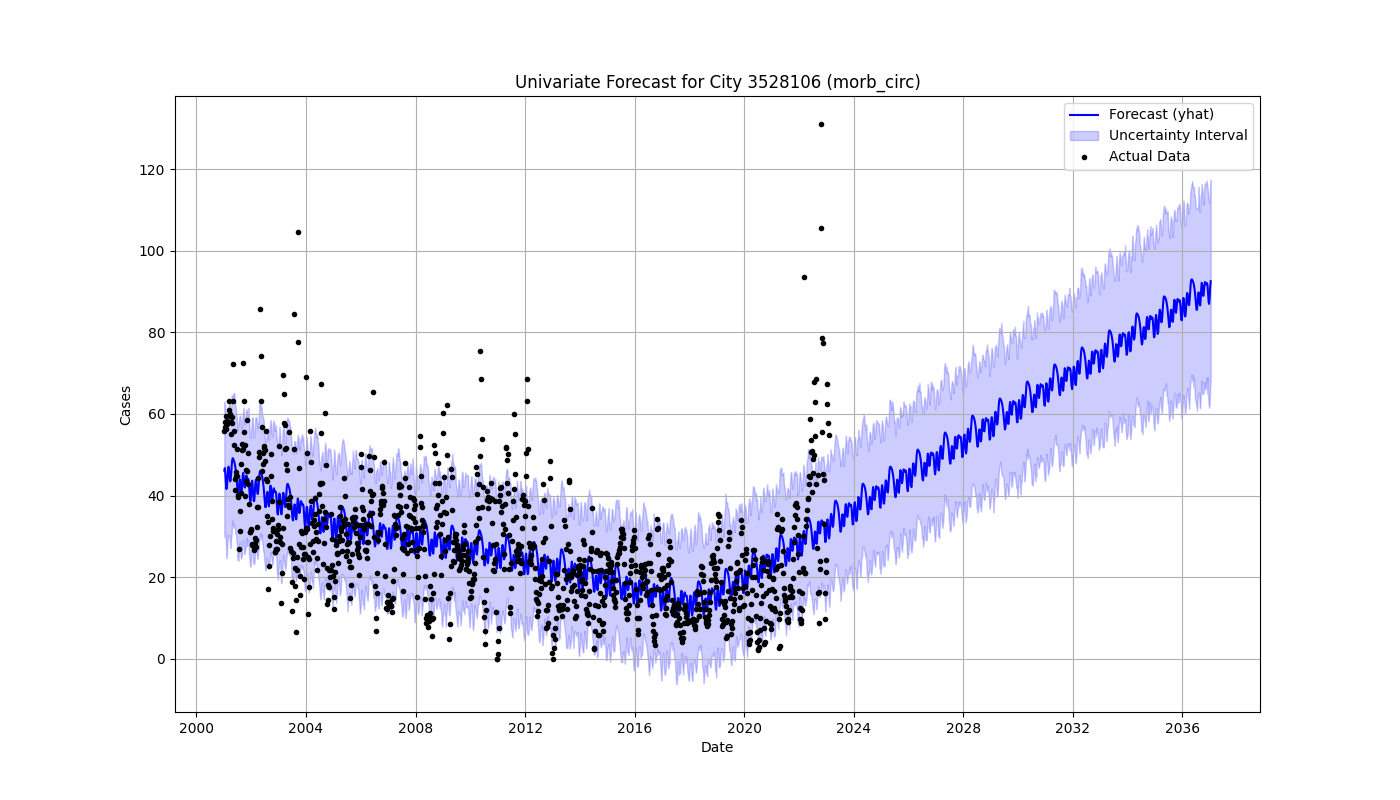 Univariate Forecast for City 3528106 (morb_circ)
Forecast (yhat)
Uncertainty Interval
Actual Data
120
100
80
60
40
20
0
Cases
2000
2004
2008
2012
2016
2020
2024
2028
2032
2036
Date